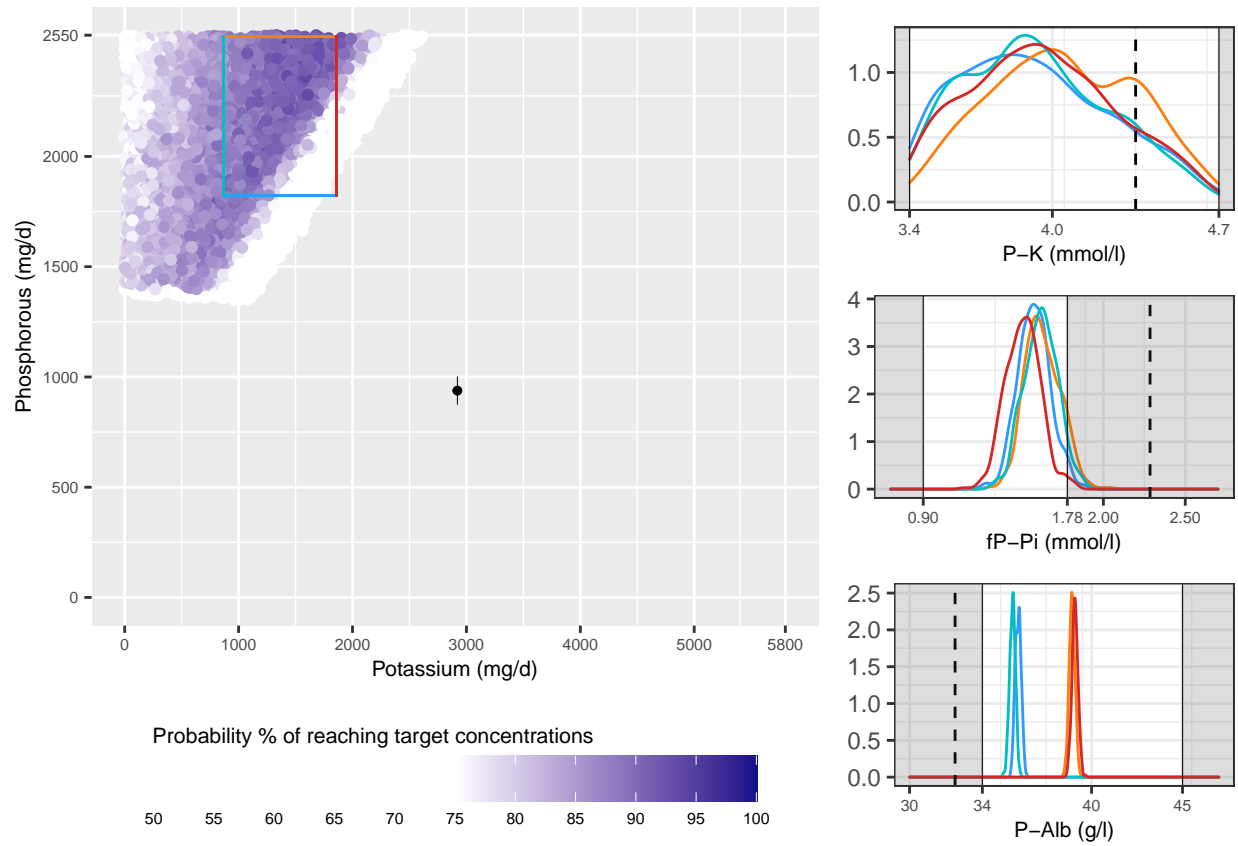 Phosphorous (mg/d)
2550
2000
1500
1000
500
0
0 1000 2000 3000 4000 5000 5800
Potassium (mg/d)
Probability % of reaching target concentrations
50 55 60 65 70 75 80 85 90 95 100
1.0
0.5
0.0
3.4 4.0 4.7
P−K (mmol/l)
4
3
2
1
0
0.90 1.78 2.00 2.50
fP−Pi (mmol/l)
2.5
2.0
1.5
1.0
0.5
0.0
30 34 40 45
P−Alb (g/l)